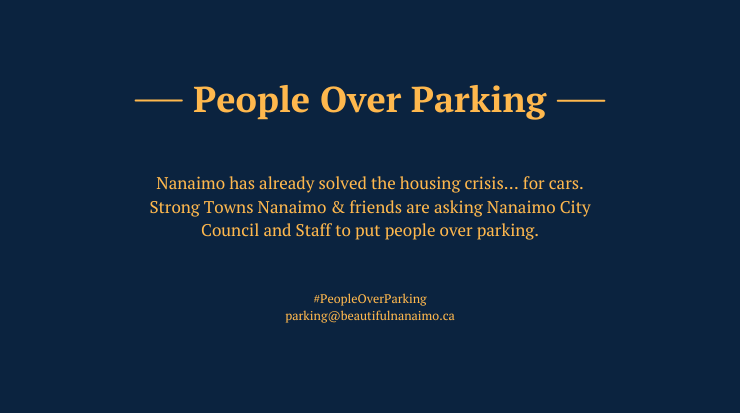 People Over Parking
Nanaimo has already solved the housing crisis... for cars.
Strong Towns Nanaimo & friends are asking Nanaimo City
Council and Staff to put people over parking.
#PeopleOverParking
parking@beautifulnanaimo.ca